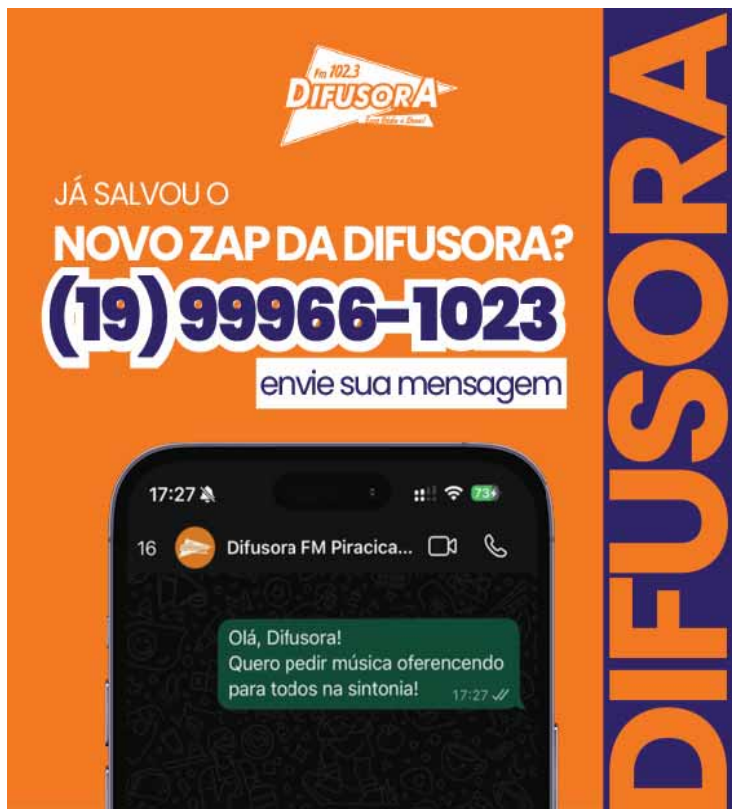 Fm 102.3
DIFUSORA
JÁ SALVOU O
NOVO ZAP DA DIFUSORA?
(19) 99966-1023
envie sua mensagem
17:27
73
16 Difusora FM Piracica...
Olá, Difusora!
Quero pedir música oferencendo
para todos na sintonia!
17:27
DIFUSORA